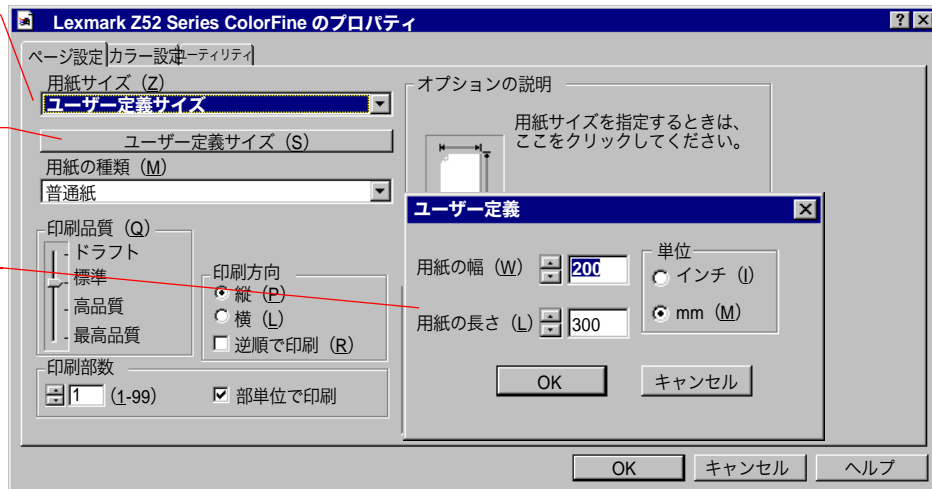 Lexmark Z52 Series ColorFine のプロパティ
ページ設定 カラー設定 ユーティリティ
用紙サイズ (Z)
ユーザー定義サイズ
ユーザー定義サイズ (S)
用紙の種類 (M)
普通紙
印刷品質 (Q)
ドラフト
標準
高品質
最高品質
印刷方向
縦 (P)
横 (L)
逆順で印刷 (R)
印刷部数
1 (1-99) 部単位で印刷
オプションの説明
用紙サイズを指定するときは、
ここをクリックしてください。
ユーザー定義
用紙の幅 (W) 200
用紙の長さ (L) 300
単位
インチ (I)
mm (M)
OK キャンセル
OK キャンセル ヘルプ